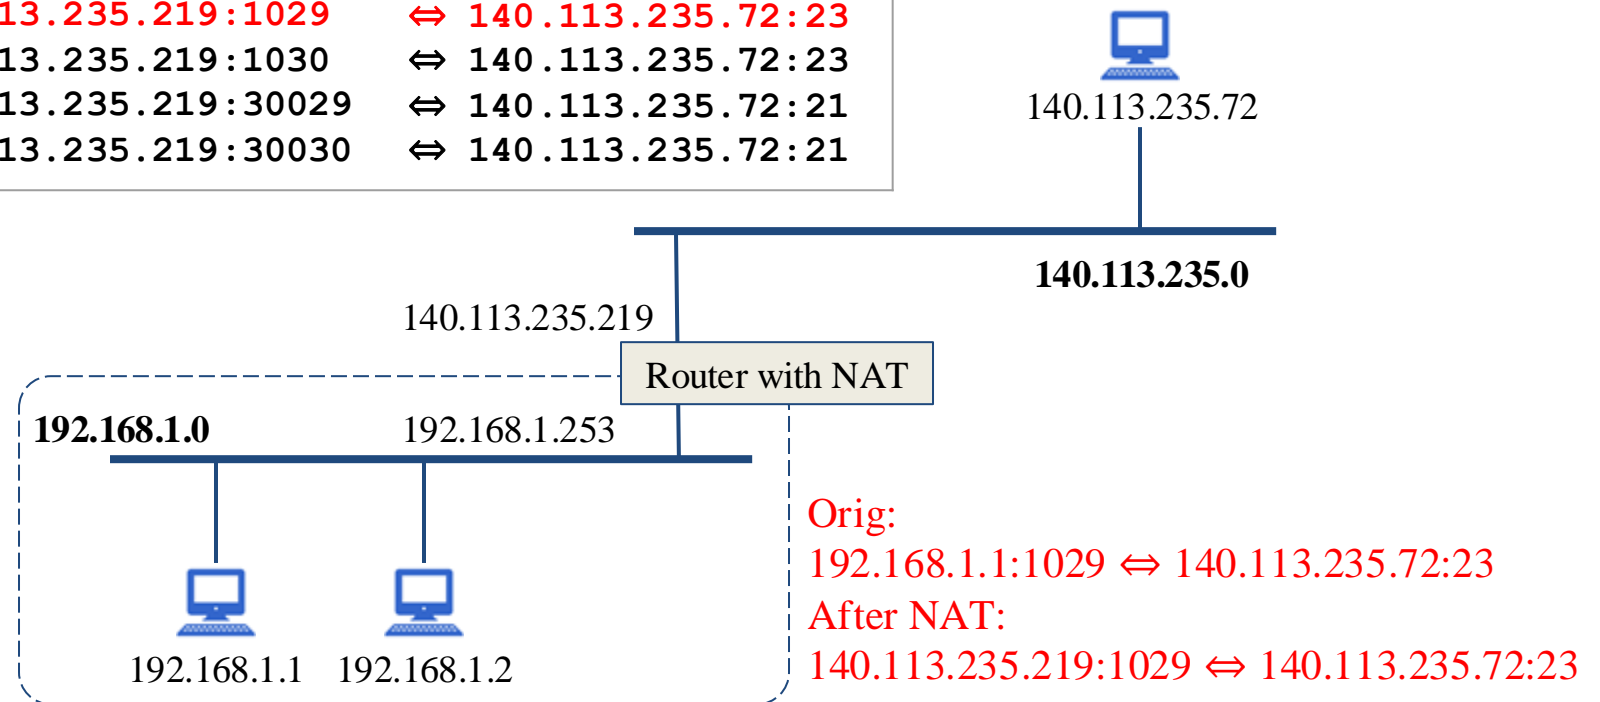 13.235.219:1029 ⇔ 140.113.235.72:23
13.235.219:1030 ⇔ 140.113.235.72:23
13.235.219:30029 ⇔ 140.113.235.72:21
13.235.219:30030 ⇔ 140.113.235.72:21
140.113.235.72
140.113.235.0
140.113.235.219
Router with NAT
192.168.1.0
192.168.1.253
192.168.1.1
192.168.1.2
Orig:
192.168.1.1:1029 ⇔ 140.113.235.72:23
After NAT:
140.113.235.219:1029 ⇔ 140.113.235.72:23